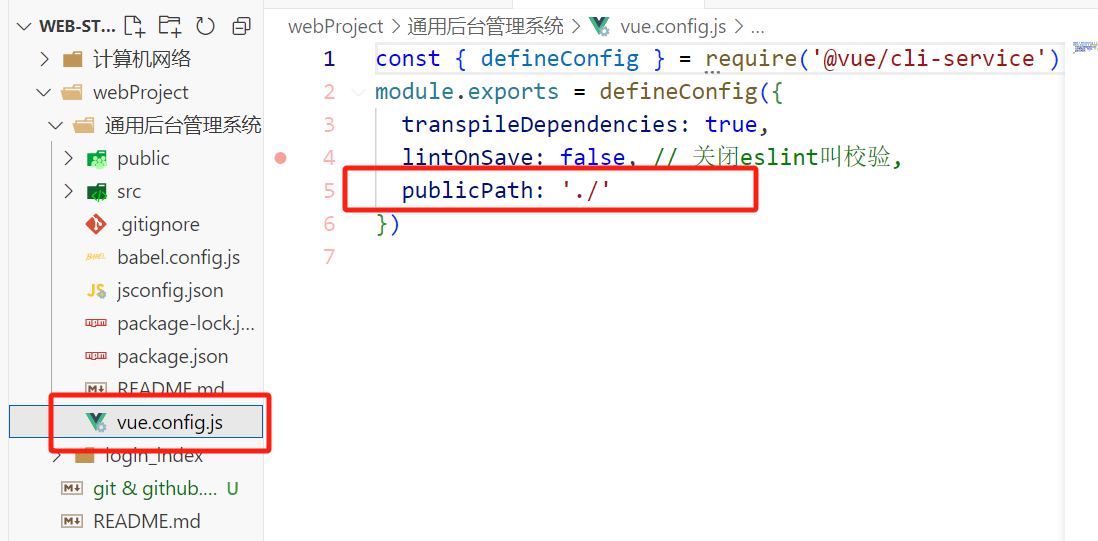 WEB-ST...
计算机网络
webProject
通用后台管理系统
public
src
.gitignore
babel.config.js
jsconfig.json
package-lock.j...
package.json
README.md
vue.config.js
login_index
git & github.... U
README.md
webProject > 通用后台管理系统 > vue.config.js > ...
1 const { defineConfig } = require('@vue/cli-service')
2 module.exports = defineConfig({
3 transpileDependencies: true,
4 lintOnSave: false, // 关闭eslint叫校验,
5 publicPath: './'
6 })
7